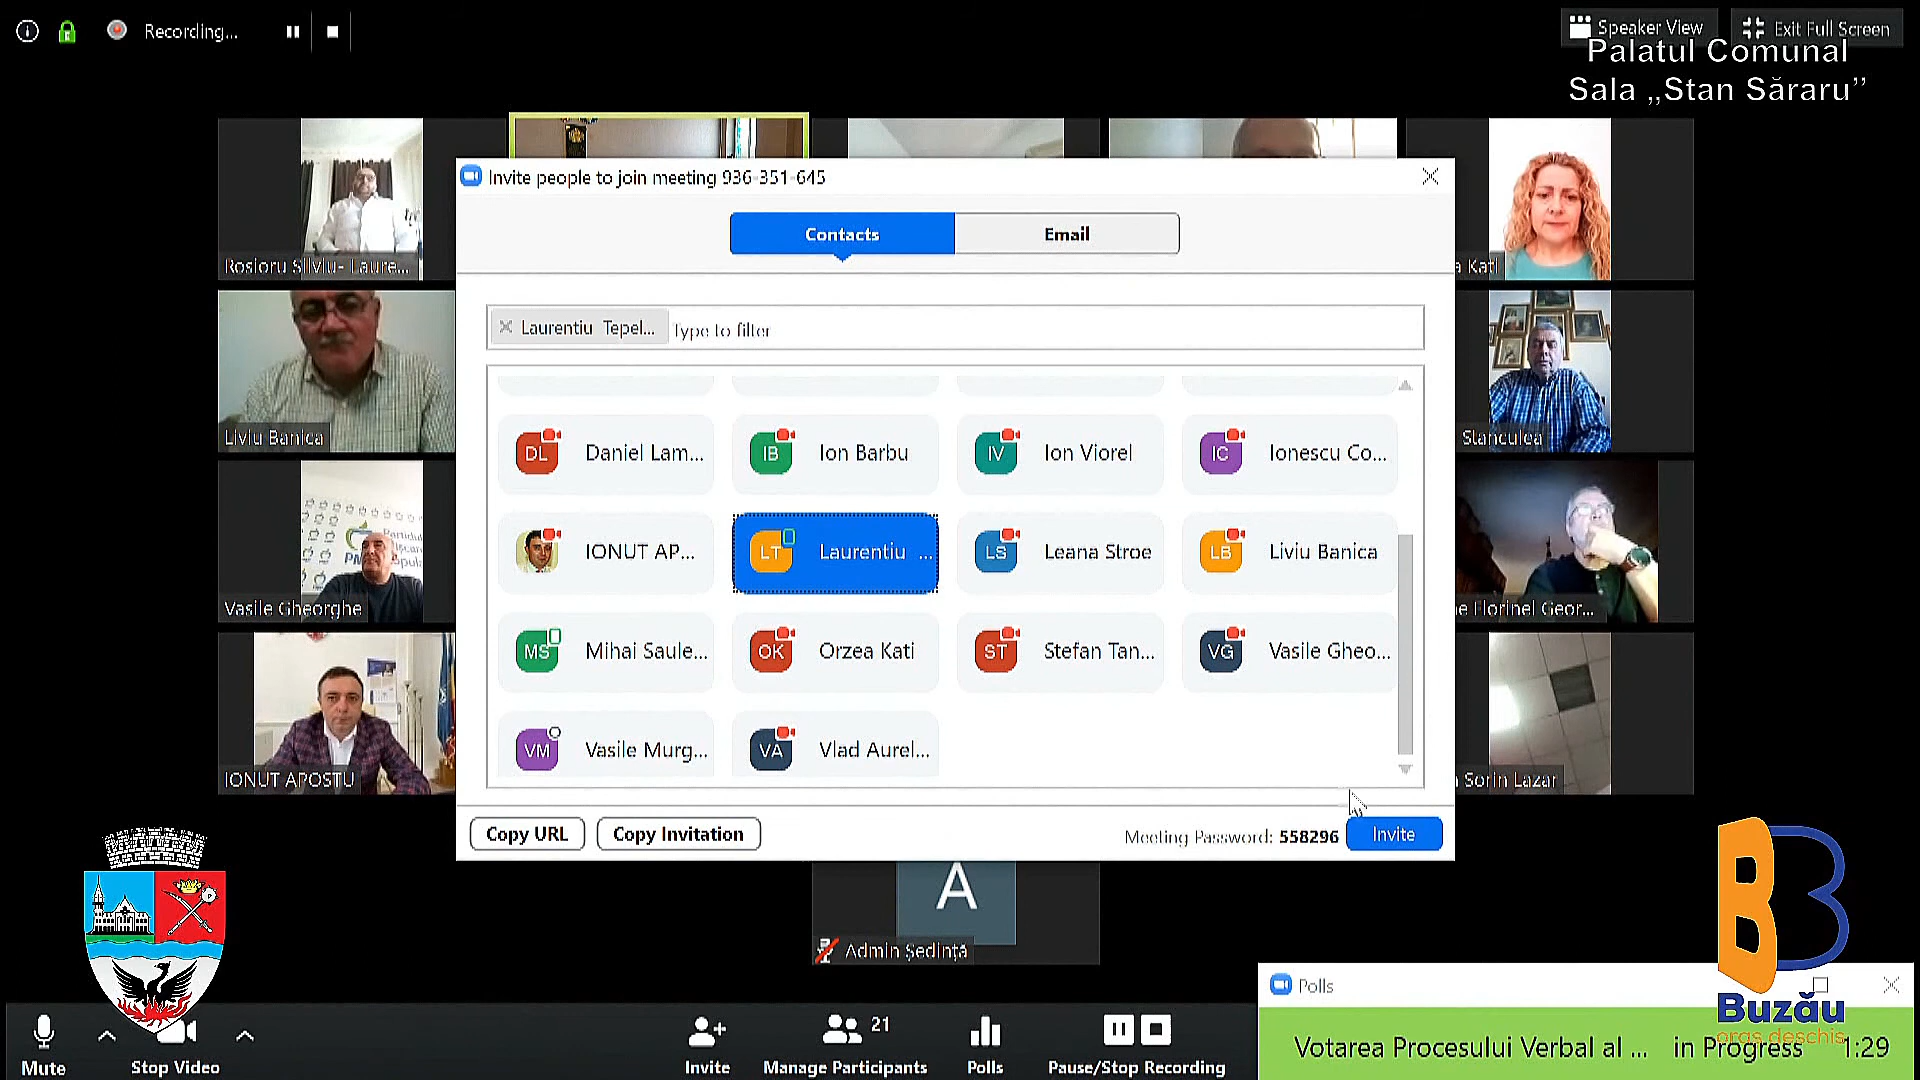 Recording...
Speaker View
Exit Full Screen
Palatul Comunal
Sala „Stan Săraru”
Invite people to join meeting 936-351-645
Contacts
Email
Laurentiu Tepel...
Type to filter
Daniel Lam...
DL
Ion Barbu
IB
Ion Viorel
IV
Ionescu Co...
IC
IONUT AP...
Laurentiu ...
LT
Leana Stroe
LS
Liviu Banica
LB
Mihai Saule...
MS
Orzea Kati
OK
Stefan Tan...
ST
Vasile Gheo...
VG
Vasile Murg...
VM
Vlad Aurel...
VA
Copy URL
Copy Invitation
Meeting Password: 558296
Invite
Rosioru Silviu- Laure...
Liviu Banica
Vasile Gheorghe
IONUT APOSTU
a Kati
Stanculea
e Florinel Geor...
Sorin Lazar
A
Admin Ședință
Buzău
oraș deschis
Polls
Votarea Procesului Verbal al ...
in Progress
1:29
Mute
Stop Video
Invite
21
Manage Participants
Polls
Pause/Stop Recording